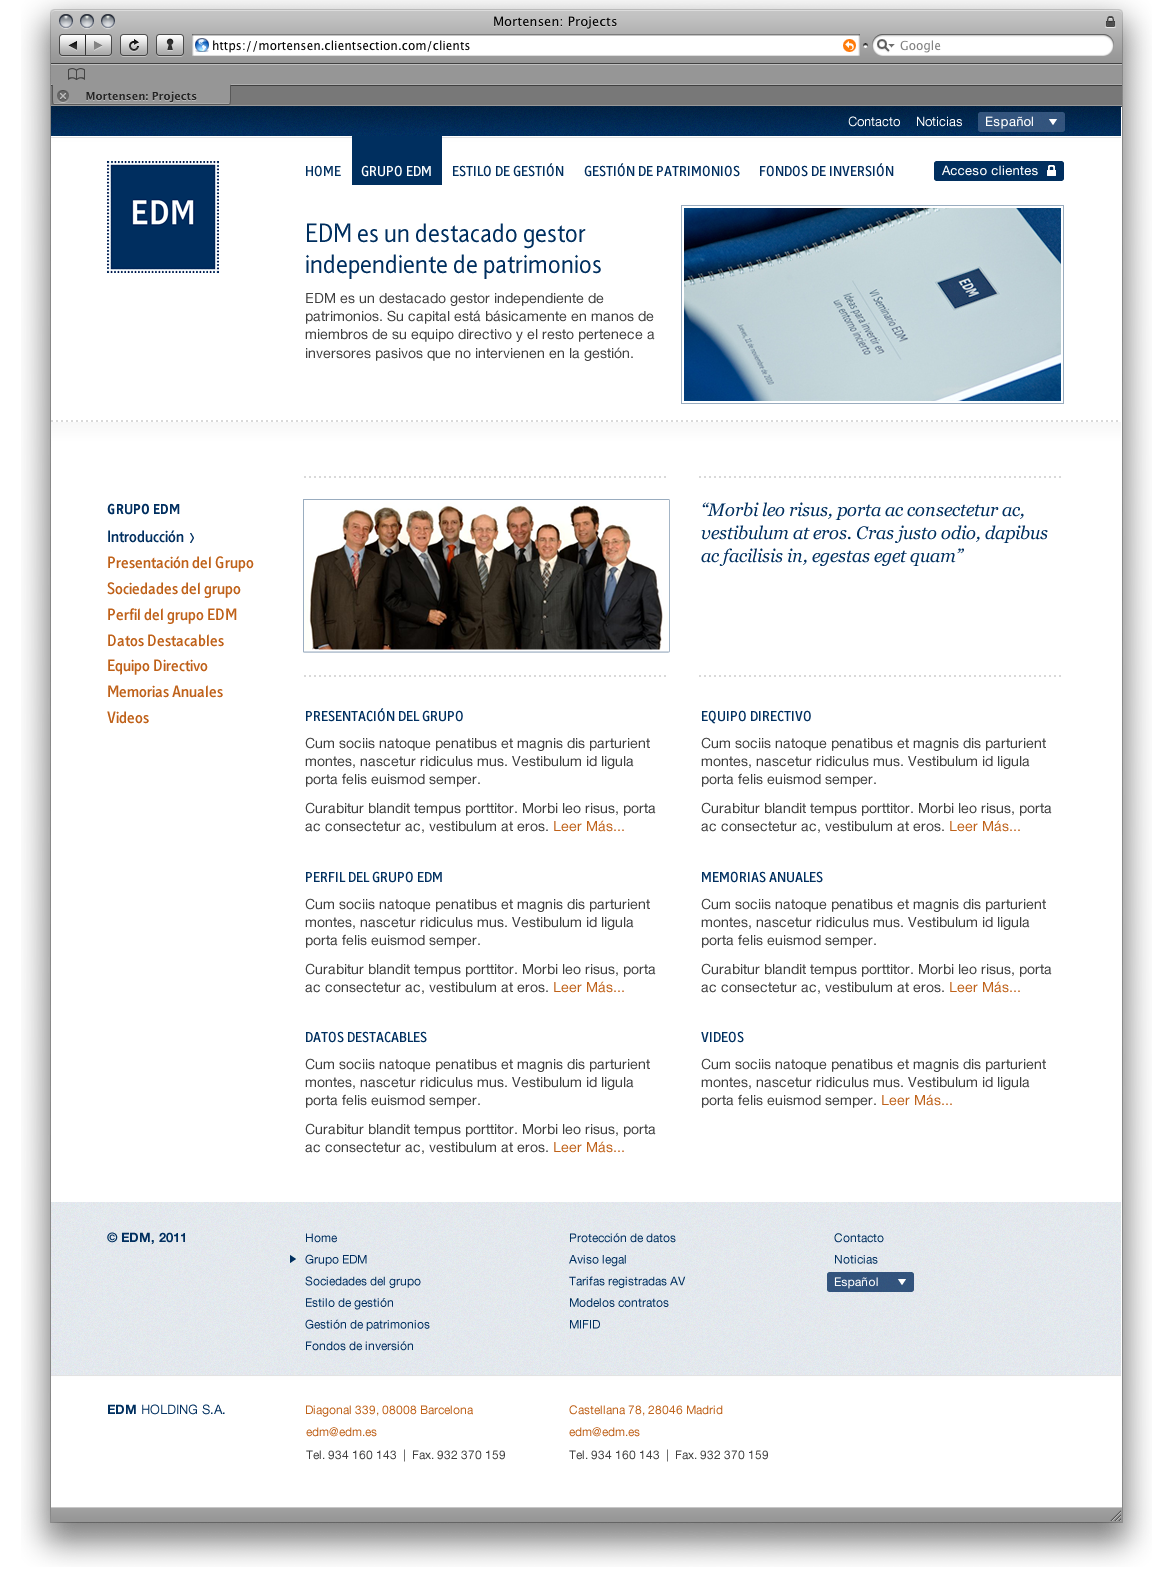 Mortensen: Projects
https://mortensen.clientsection.com/clients
Google
Mortensen: Projects
Contacto Noticias Español
HOME GRUPO EDM ESTILO DE GESTIÓN GESTIÓN DE PATRIMONIOS FONDOS DE INVERSIÓN Acceso clientes
EDM
EDM es un destacado gestor
independiente de patrimonios
EDM es un destacado gestor independiente de
patrimonios. Su capital está básicamente en manos de
miembros de su equipo directivo y el resto pertenece a
inversores pasivos que no intervienen en la gestión.
EDM
VI Seminario EDM
Ideas para invertir en
un entorno incierto
Jueves, 11 de noviembre de 2010
GRUPO EDM
Introducción
Presentación del Grupo
Sociedades del grupo
Perfil del grupo EDM
Datos Destacables
Equipo Directivo
Memorias Anuales
Videos
“Morbi leo risus, porta ac consectetur ac,
vestibulum at eros. Cras justo odio, dapibus
ac facilisis in, egestas eget quam”
PRESENTACIÓN DEL GRUPO
Cum sociis natoque penatibus et magnis dis parturient
montes, nascetur ridiculus mus. Vestibulum id ligula
porta felis euismod semper.
Curabitur blandit tempus porttitor. Morbi leo risus, porta
ac consectetur ac, vestibulum at eros. Leer Más...
EQUIPO DIRECTIVO
Cum sociis natoque penatibus et magnis dis parturient
montes, nascetur ridiculus mus. Vestibulum id ligula
porta felis euismod semper.
Curabitur blandit tempus porttitor. Morbi leo risus, porta
ac consectetur ac, vestibulum at eros. Leer Más...
PERFIL DEL GRUPO EDM
Cum sociis natoque penatibus et magnis dis parturient
montes, nascetur ridiculus mus. Vestibulum id ligula
porta felis euismod semper.
Curabitur blandit tempus porttitor. Morbi leo risus, porta
ac consectetur ac, vestibulum at eros. Leer Más...
MEMORIAS ANUALES
Cum sociis natoque penatibus et magnis dis parturient
montes, nascetur ridiculus mus. Vestibulum id ligula
porta felis euismod semper.
Curabitur blandit tempus porttitor. Morbi leo risus, porta
ac consectetur ac, vestibulum at eros. Leer Más...
DATOS DESTACABLES
Cum sociis natoque penatibus et magnis dis parturient
montes, nascetur ridiculus mus. Vestibulum id ligula
porta felis euismod semper.
Curabitur blandit tempus porttitor. Morbi leo risus, porta
ac consectetur ac, vestibulum at eros. Leer Más...
VIDEOS
Cum sociis natoque penatibus et magnis dis parturient
montes, nascetur ridiculus mus. Vestibulum id ligula
porta felis euismod semper. Leer Más...
© EDM, 2011
Home
Grupo EDM
Sociedades del grupo
Estilo de gestión
Gestión de patrimonios
Fondos de inversión
Protección de datos
Aviso legal
Tarifas registradas AV
Modelos contratos
MIFID
Contacto
Noticias
Español
EDM HOLDING S.A.
Diagonal 339, 08008 Barcelona
edm@edm.es
Tel. 934 160 143 | Fax. 932 370 159
Castellana 78, 28046 Madrid
edm@edm.es
Tel. 934 160 143 | Fax. 932 370 159